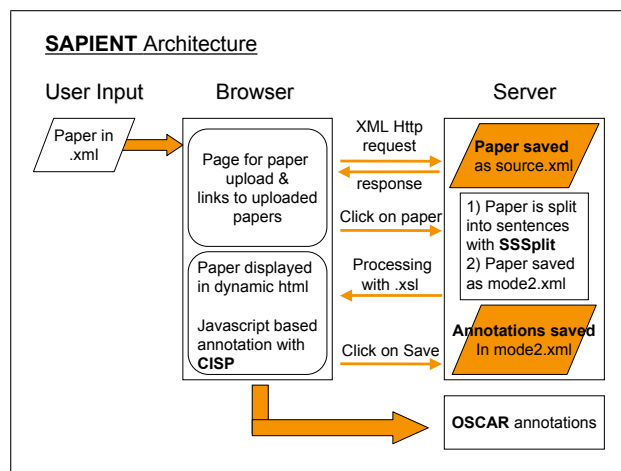 SAPIENT Architecture
User Input
Browser
Server
Paper in
.xml
Page for paper
upload &
links to uploaded
papers
XML Http
request
response
Click on paper
Paper saved
as source.xml
1) Paper is split
into sentences
with SSSplit
2) Paper saved
as mode2.xml
Paper displayed
in dynamic html
Javascript based
annotation with
CISP
Processing
with .xsl
Click on Save
Annotations saved
In mode2.xml
OSCAR annotations